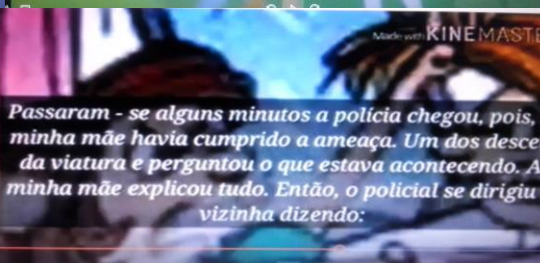 Made with KINEMASTE
Passaram - se alguns minutos a polícia chegou, pois,
minha mãe havia cumprido a ameaça. Um dos desce
da viatura e perguntou o que estava acontecendo. A
minha mãe explicou tudo. Então, o policial se dirigiu
vizinha dizendo: